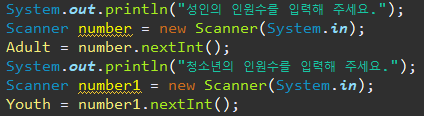 System.out.println("성인의 인원수를 입력해 주세요.");
Scanner number = new Scanner(System.in);
Adult = number.nextInt();
System.out.println("청소년의 인원수를 입력해 주세요.");
Scanner number1 = new Scanner(System.in);
Youth = number1.nextInt();